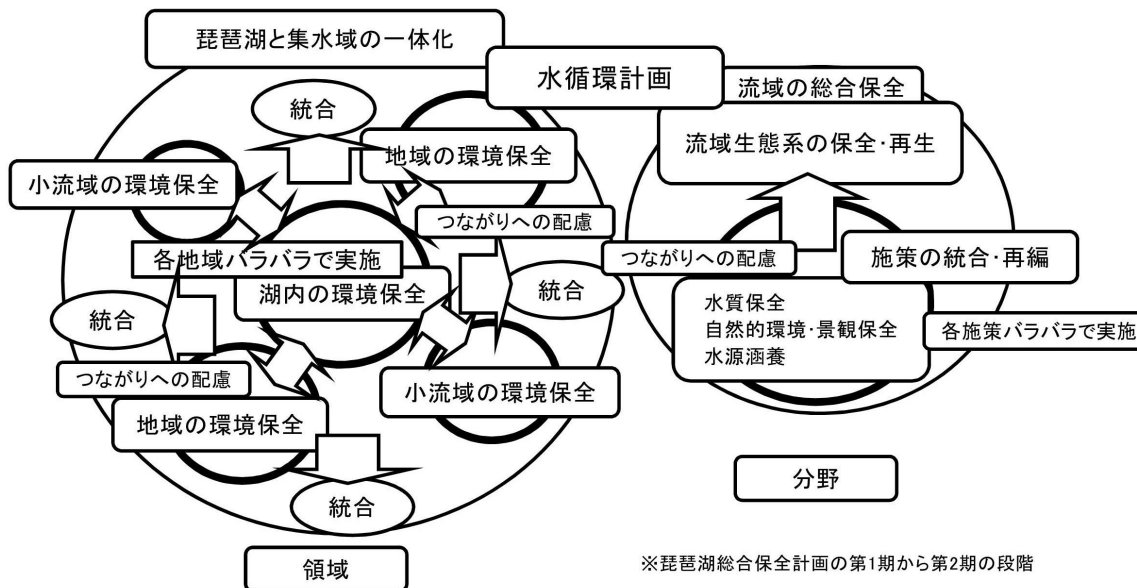 琵琶湖と集水域の一体化
水循環計画
流域の総合保全
流域生態系の保全・再生
統合
地域の環境保全
小流域の環境保全
つながりへの配慮
各地域バラバラで実施
湖内の環境保全
統合
統合
つながりへの配慮
地域の環境保全
小流域の環境保全
統合
領域
つながりへの配慮
施策の統合・再編
水質保全
自然的環境・景観保全
水源涵養
各施策バラバラで実施
分野
※琵琶湖総合保全計画の第1期から第2期の段階